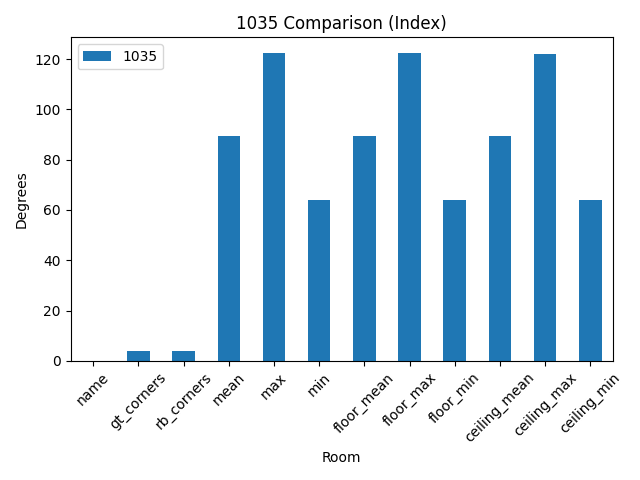 1035 Comparison (Index)
1035
Degrees
120
100
80
60
40
20
0
name
gt_corners
rb_corners
mean
max
min
floor_mean
floor_max
floor_min
ceiling_mean
ceiling_max
ceiling_min
Room